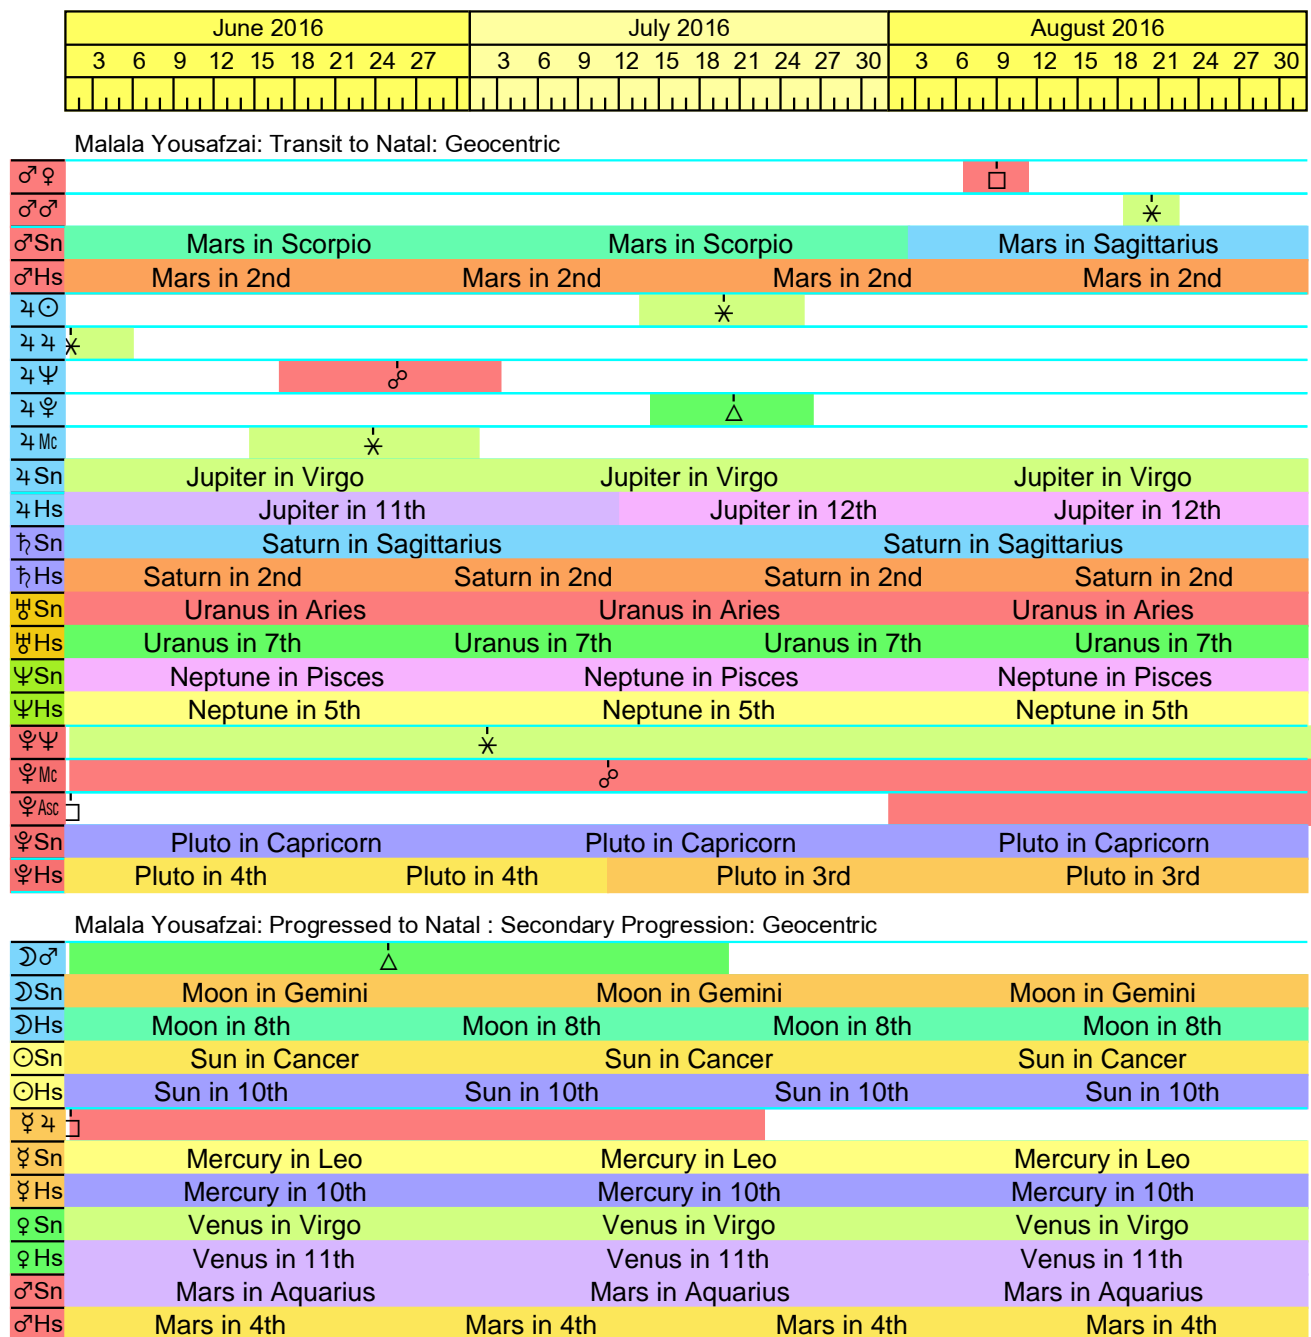 June 2016 July 2016 August 2016
3 6 9 12 15 18 21 24 27 3 6 9 12 15 18 21 24 27 30 3 6 9 12 15 18 21 24 27 30
Malala Yousafzai: Transit to Natal: Geocentric
♂♀ □
♂♂ ⚹
♂Sn Mars in Scorpio Mars in Scorpio Mars in Sagittarius
♂Hs Mars in 2nd Mars in 2nd Mars in 2nd Mars in 2nd
♃☉ ⚹
♃♃ ⚹
♃♆ ☍
♃♇ △
♃Mc ⚹
♃Sn Jupiter in Virgo Jupiter in Virgo Jupiter in Virgo
♃Hs Jupiter in 11th Jupiter in 12th Jupiter in 12th
♄Sn Saturn in Sagittarius Saturn in Sagittarius
♄Hs Saturn in 2nd Saturn in 2nd Saturn in 2nd Saturn in 2nd
♅Sn Uranus in Aries Uranus in Aries Uranus in Aries
♅Hs Uranus in 7th Uranus in 7th Uranus in 7th Uranus in 7th
♆Sn Neptune in Pisces Neptune in Pisces Neptune in Pisces
♆Hs Neptune in 5th Neptune in 5th Neptune in 5th
♇♆ ⚹
♇Mc ☍
♇Asc □
♇Sn Pluto in Capricorn Pluto in Capricorn Pluto in Capricorn
♇Hs Pluto in 4th Pluto in 4th Pluto in 3rd Pluto in 3rd
Malala Yousafzai: Progressed to Natal : Secondary Progression: Geocentric
☽♂ △
☽Sn Moon in Gemini Moon in Gemini Moon in Gemini
☽Hs Moon in 8th Moon in 8th Moon in 8th Moon in 8th
☉Sn Sun in Cancer Sun in Cancer Sun in Cancer
☉Hs Sun in 10th Sun in 10th Sun in 10th Sun in 10th
☿♃ □
☿Sn Mercury in Leo Mercury in Leo Mercury in Leo
☿Hs Mercury in 10th Mercury in 10th Mercury in 10th
♀Sn Venus in Virgo Venus in Virgo Venus in Virgo
♀Hs Venus in 11th Venus in 11th Venus in 11th
♂Sn Mars in Aquarius Mars in Aquarius Mars in Aquarius
♂Hs Mars in 4th Mars in 4th Mars in 4th Mars in 4th